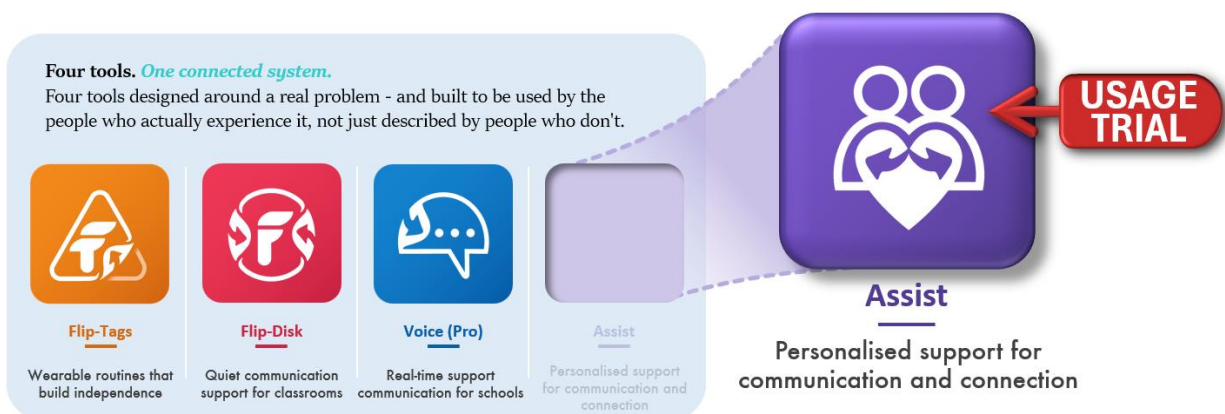 Four tools. One connected system.
Four tools designed around a real problem - and built to be used by the
people who actually experience it, not just described by people who don't.
Flip-Tags
Wearable routines that
build independence
Flip-Disk
Quiet communication
support for classrooms
Voice (Pro)
Real-time support
communication for schools
Assist
Personalised support
for communication and
connection
USAGE
TRIAL
Assist
Personalised support for
communication and connection